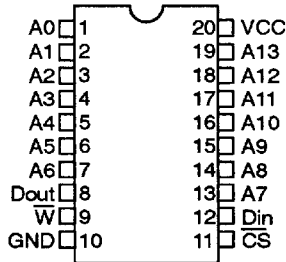 A0 1 20 VCC
A1 2 19 A13
A2 3 18 A12
A3 4 17 A11
A4 5 16 A10
A5 6 15 A9
A6 7 14 A8
Dout 8 13 A7
W̅ 9 12 Din
GND 10 11 C̅S̅